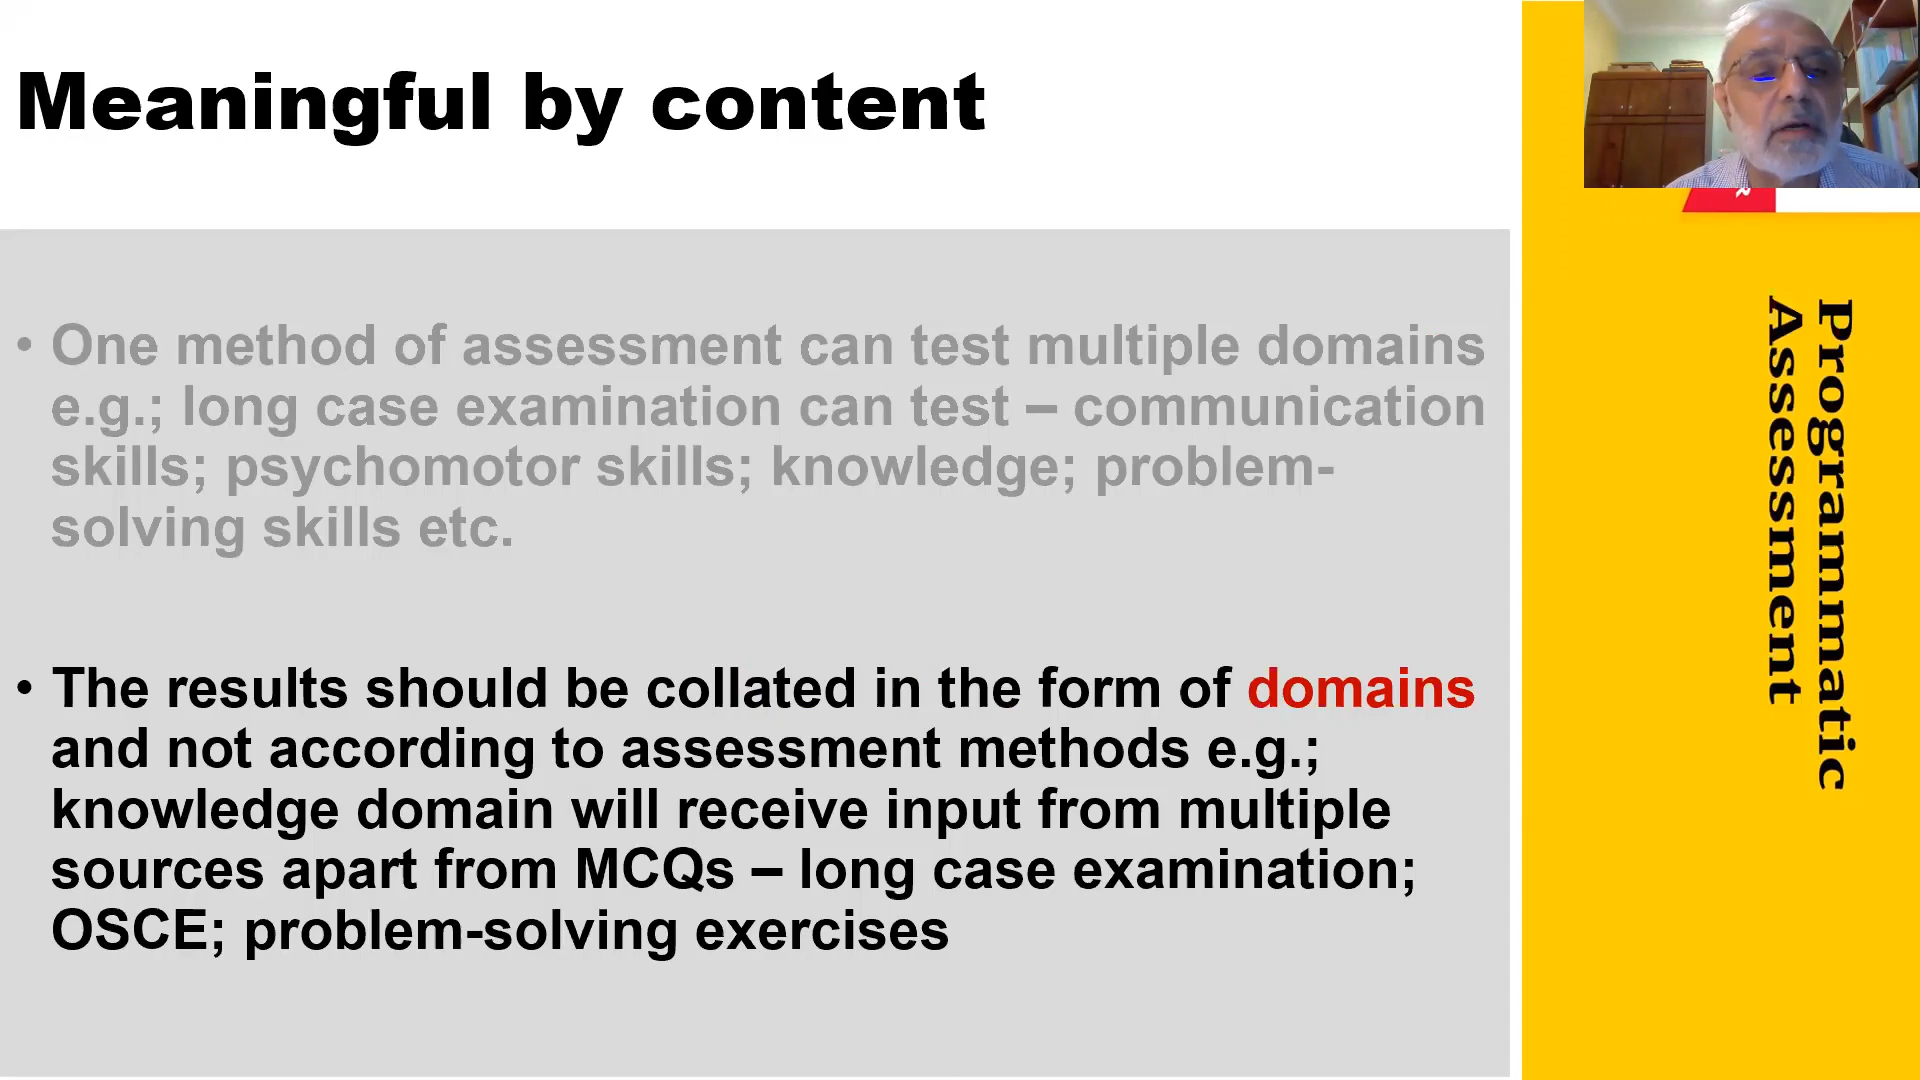 Meaningful by content
• One method of assessment can test multiple domains
e.g.; long case examination can test – communication
skills; psychomotor skills; knowledge; problem-
solving skills etc.
• The results should be collated in the form of domains
and not according to assessment methods e.g.;
knowledge domain will receive input from multiple
sources apart from MCQs – long case examination;
OSCE; problem-solving exercises
Programmatic
Assessment